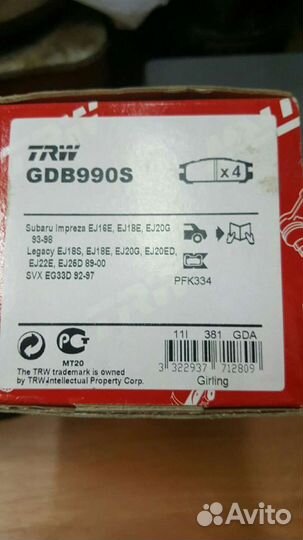 TRW
GDB990S
x4
Subaru Impreza EJ16E, EJ18E, EJ20G
93-98
Legacy EJ18S, EJ18E, EJ20G, EJ20ED,
EJ22E, EJ25D 89-00
SVX EG33D 92-97
PFK334
11I 381 GDA
МТ20
The TRW trademark is owned
by TRW Intellectual Property Corp.
3 322937 712809
Girling
Avito